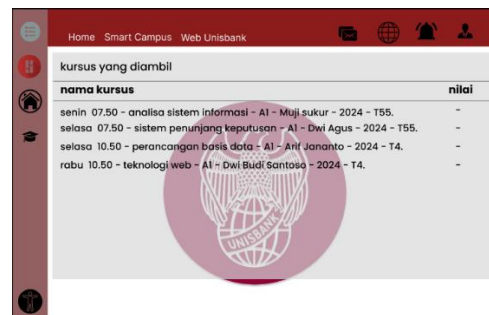 Home Smart Campus Web Unisbank
kursus yang diambil
nama kursus nilai
senin 07.50 - analisa sistem informasi - A1 - Muji sukur - 2024 - T55. -
selasa 07.50 - sistem penunjang keputusan - A1 - Dwi Agus - 2024 - T55. -
selasa 10.50 - perancangan basis data - A1 - Arif Jananto - 2024 - T4. -
rabu 10.50 - teknologi web - A1 - Dwi Budi Santoso - 2024 - T4. -
UNISBANK